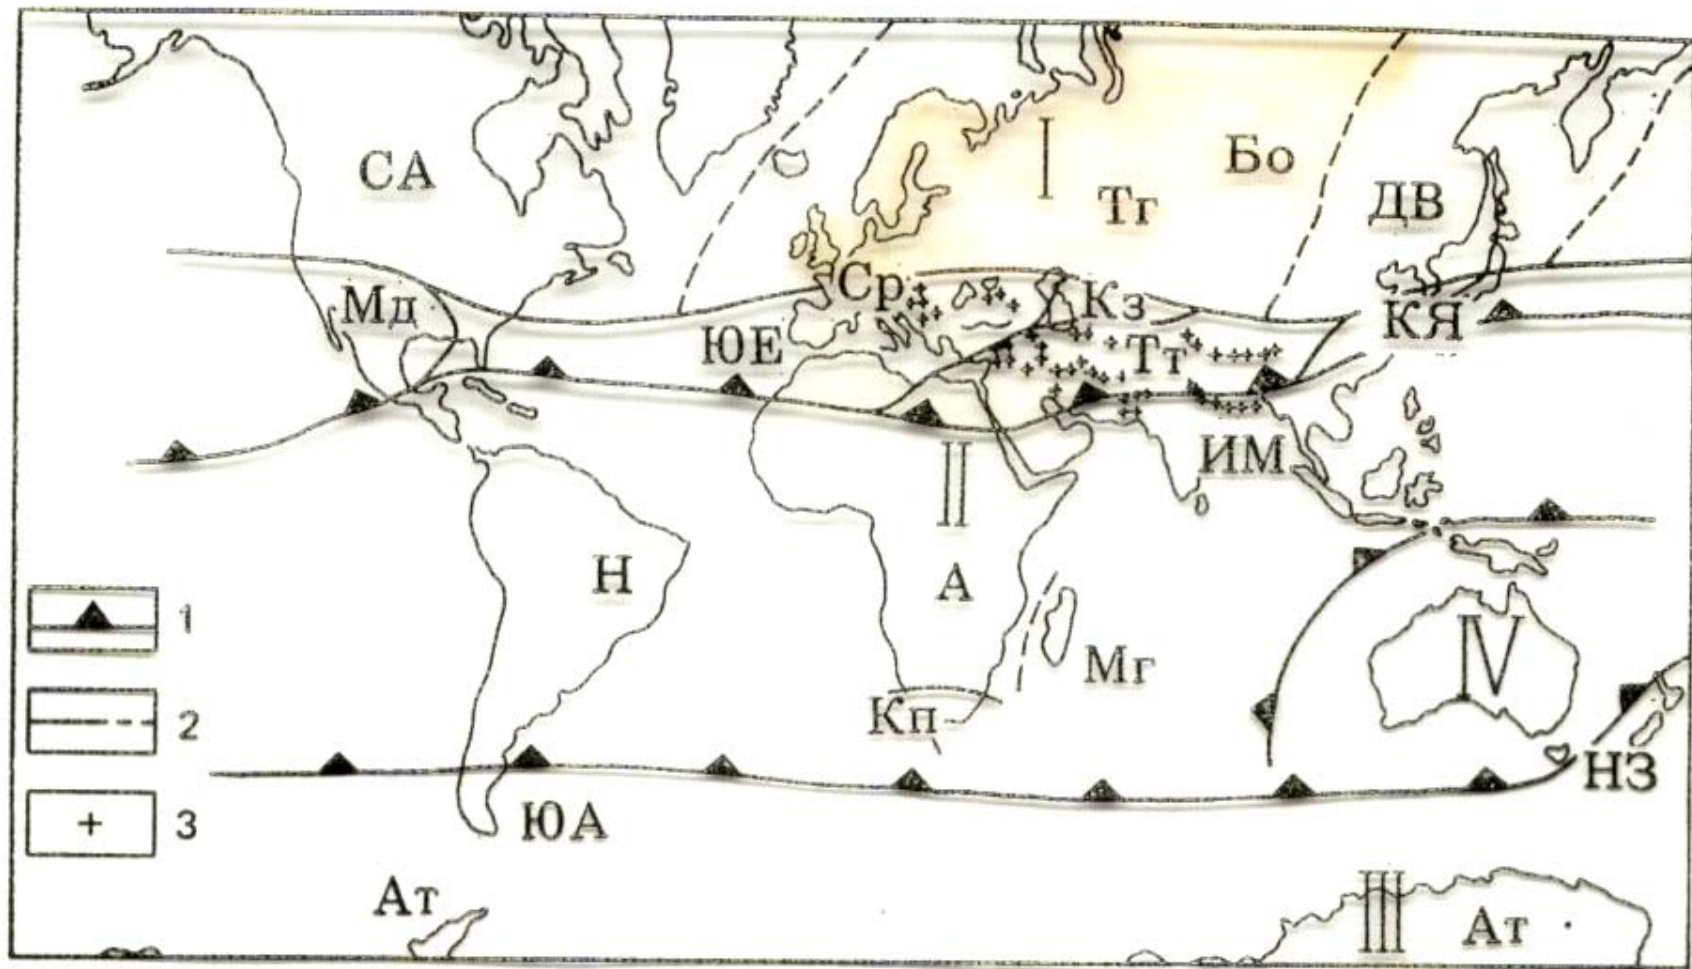 СА
I
Бо
Тг
ДВ
Мд
Ср
Кз
КЯ
ЮЕ
Тт
II
ИМ
Н
А
1
IV
Мг
2
Кп
НЗ
3
ЮА
Ат
III
Ат